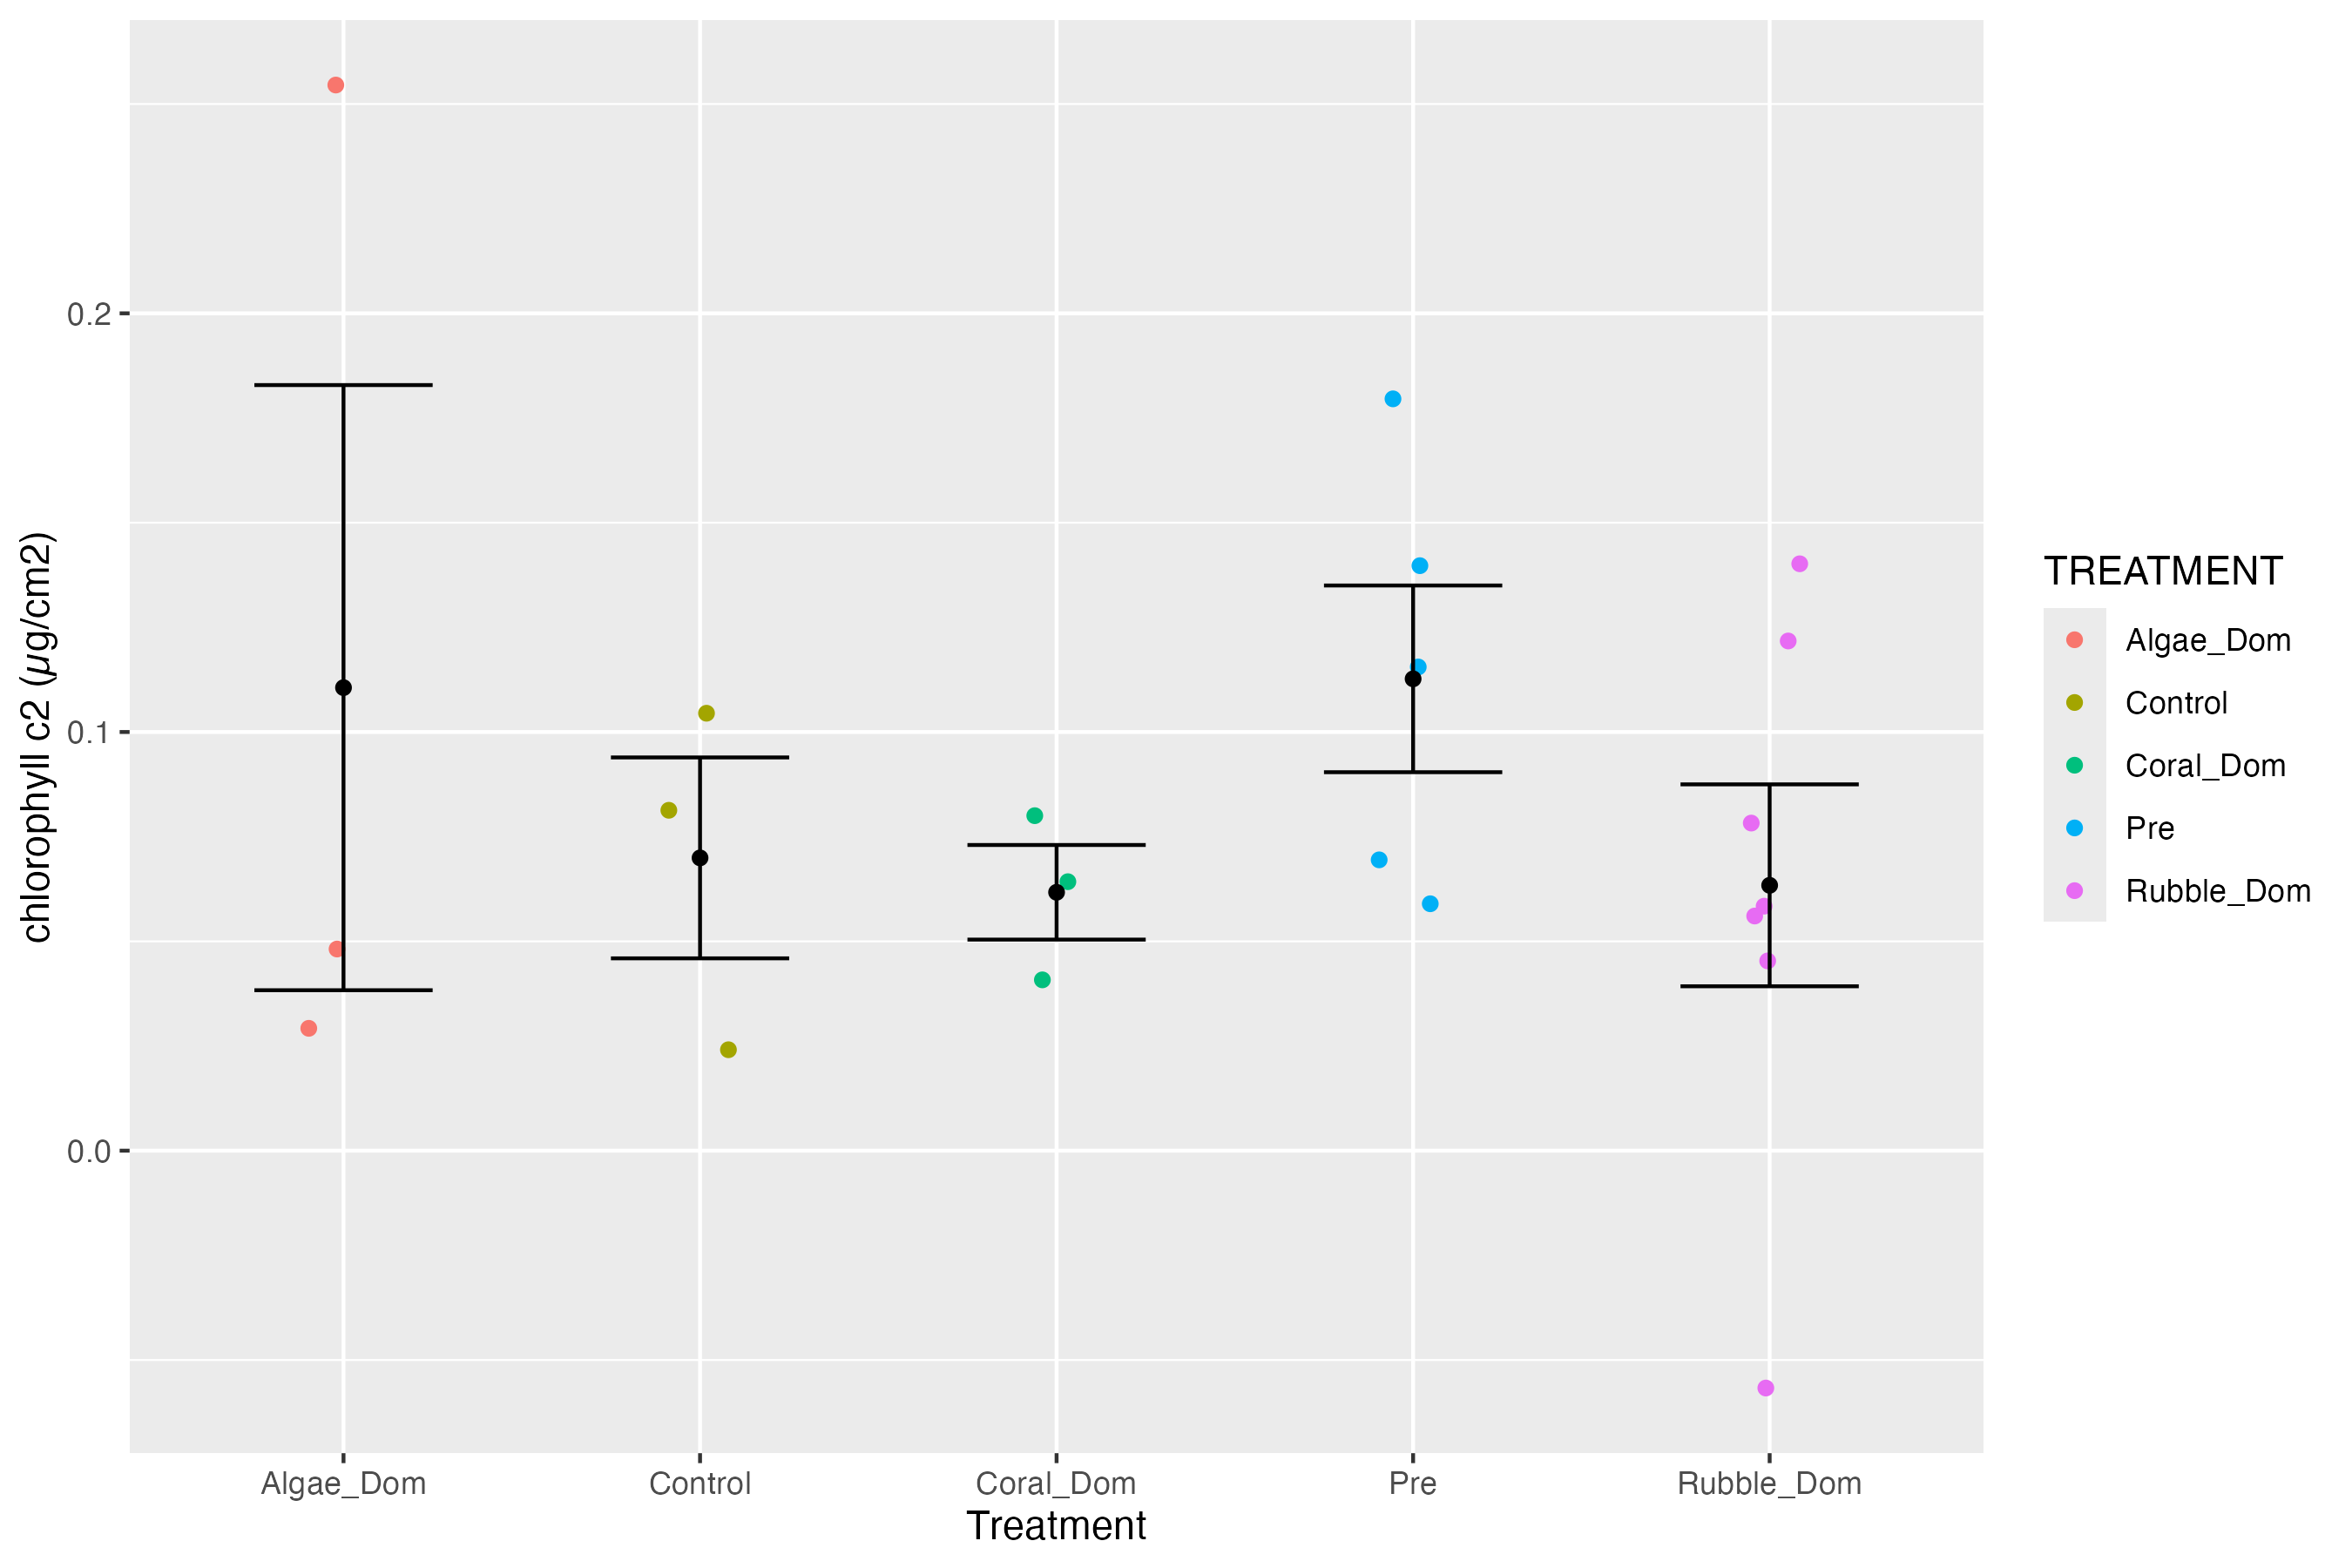 chlorophyll c2 (µg/cm2)
0.2
0.1
0.0
Algae_Dom
Control
Coral_Dom
Pre
Rubble_Dom
Treatment
TREATMENT
Algae_Dom
Control
Coral_Dom
Pre
Rubble_Dom